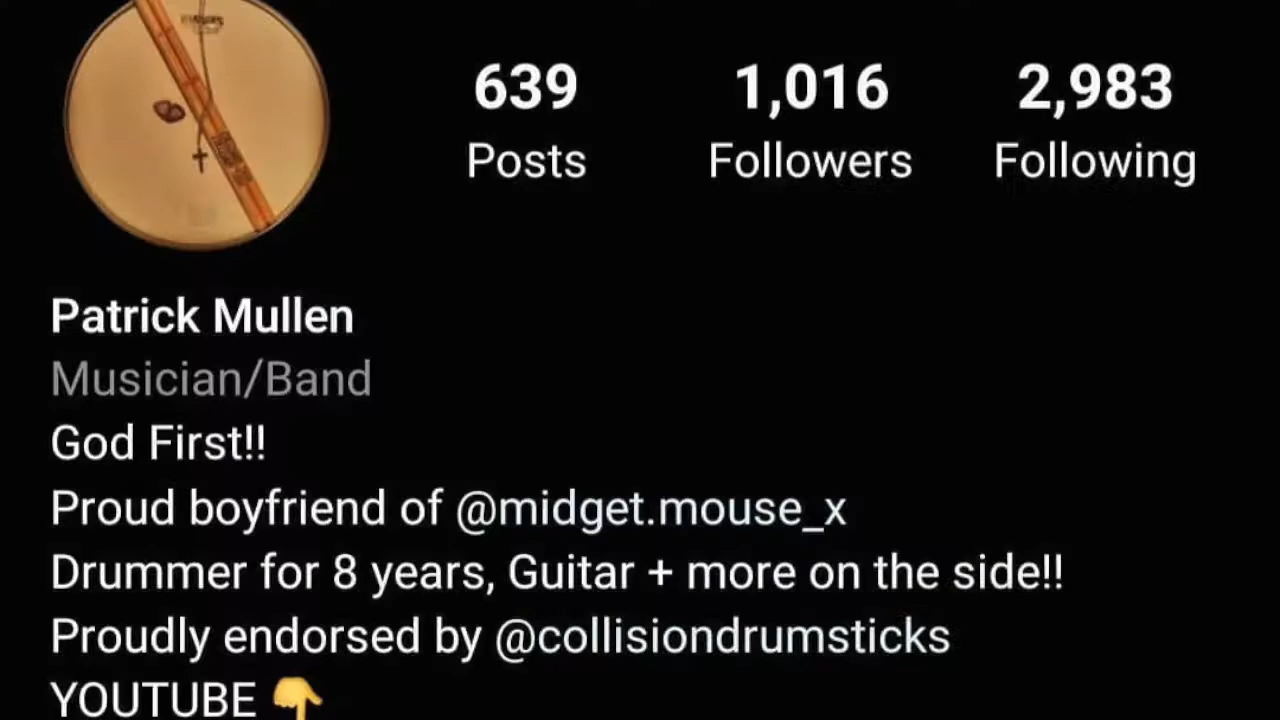 639 1,016 2,983
Posts Followers Following
Patrick Mullen
Musician/Band
God First!!
Proud boyfriend of @midget.mouse_x
Drummer for 8 years, Guitar + more on the side!!
Proudly endorsed by @collisiondrumsticks
YOUTUBE 👇